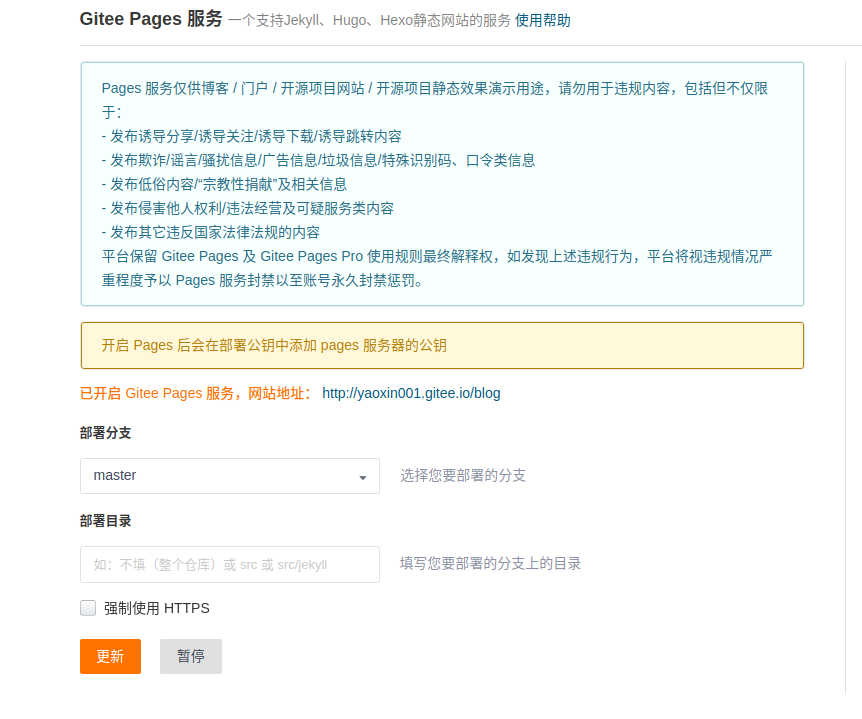 Gitee Pages 服务 一个支持Jekyll、Hugo、Hexo静态网站的服务 使用帮助
Pages 服务仅供博客 / 门户 / 开源项目网站 / 开源项目静态效果演示用途，请勿用于违规内容，包括但不仅限
于：
- 发布诱导分享/诱导关注/诱导下载/诱导跳转内容
- 发布欺诈/谣言/骚扰信息/广告信息/垃圾信息/特殊识别码、口令类信息
- 发布低俗内容/“宗教性捐献”及相关信息
- 发布侵害他人权利/违法经营及可疑服务类内容
- 发布其它违反国家法律法规的内容
平台保留 Gitee Pages 及 Gitee Pages Pro 使用规则最终解释权，如发现上述违规行为，平台将视违规情况严
重程度予以 Pages 服务封禁以至账号永久封禁惩罚。
开启 Pages 后会在部署公钥中添加 pages 服务器的公钥
已开启 Gitee Pages 服务，网站地址： http://yaoxin001.gitee.io/blog
部署分支
master 选择您要部署的分支
部署目录
如：不填（整个仓库）或 src 或 src/jekyll 填写您要部署的分支上的目录
强制使用 HTTPS
更新 暂停